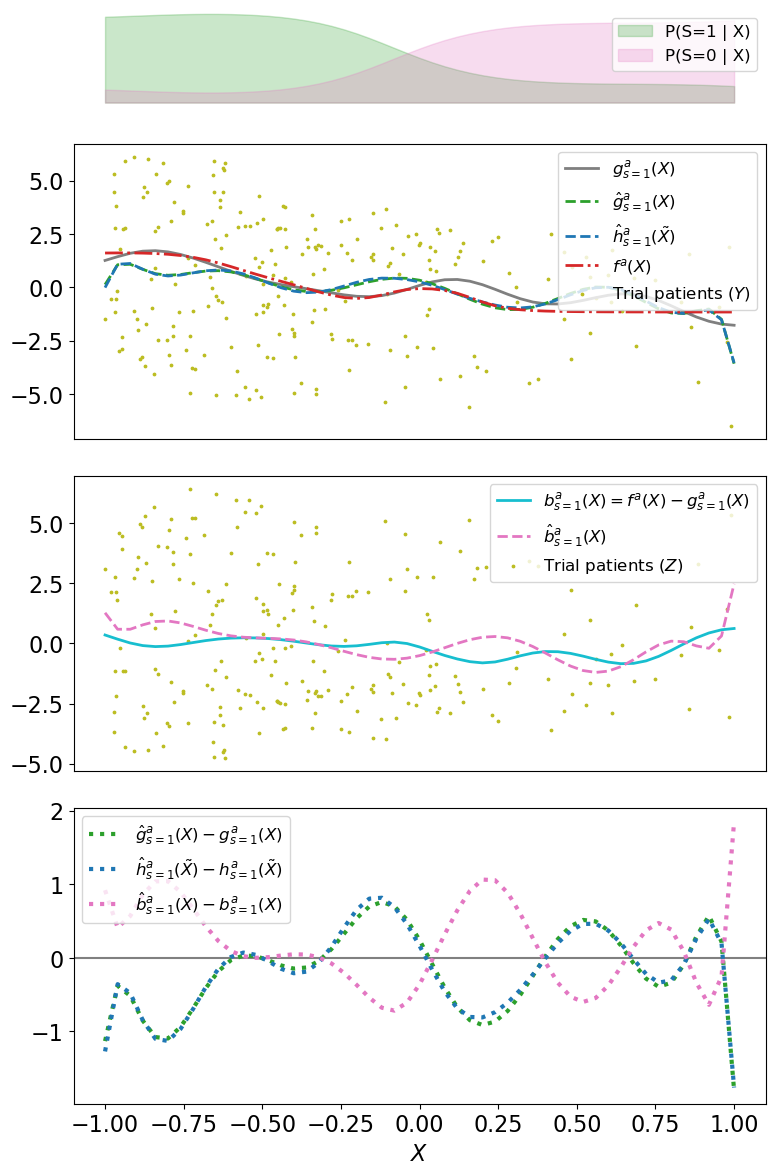 P(S=1 | X)
P(S=0 | X)
5.0
2.5
0.0
−2.5
−5.0
g^a_{s=1}(X)
ĝ^a_{s=1}(X)
ĥ^a_{s=1}(X̃)
f^a(X)
Trial patients (Y)
5.0
2.5
0.0
−2.5
−5.0
b^a_{s=1}(X) = f^a(X) − g^a_{s=1}(X)
b̂^a_{s=1}(X)
Trial patients (Z)
2
1
0
−1
ĝ^a_{s=1}(X) − g^a_{s=1}(X)
ĥ^a_{s=1}(X̃) − h^a_{s=1}(X̃)
b̂^a_{s=1}(X) − b^a_{s=1}(X)
−1.00 −0.75 −0.50 −0.25 0.00 0.25 0.50 0.75 1.00
X